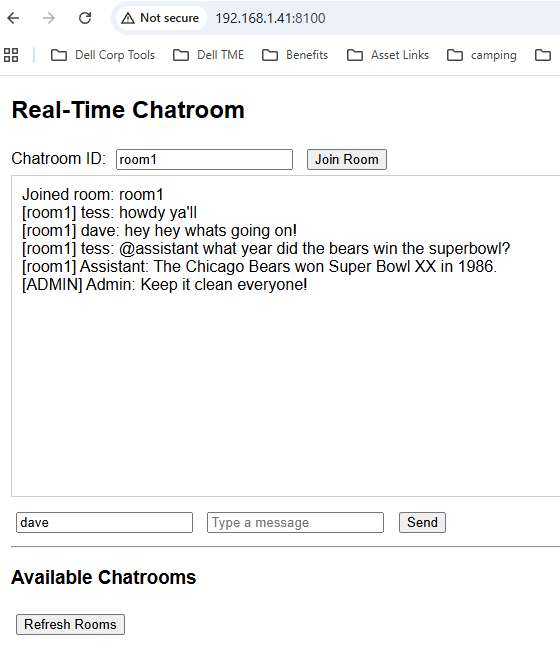 Not secure 192.168.1.41:8100
Dell Corp Tools Dell TME Benefits Asset Links camping
Real-Time Chatroom
Chatroom ID: room1 Join Room
Joined room: room1
[room1] tess: howdy ya'll
[room1] dave: hey hey whats going on!
[room1] tess: @assistant what year did the bears win the superbowl?
[room1] Assistant: The Chicago Bears won Super Bowl XX in 1986.
[ADMIN] Admin: Keep it clean everyone!
dave Type a message Send
Available Chatrooms
Refresh Rooms